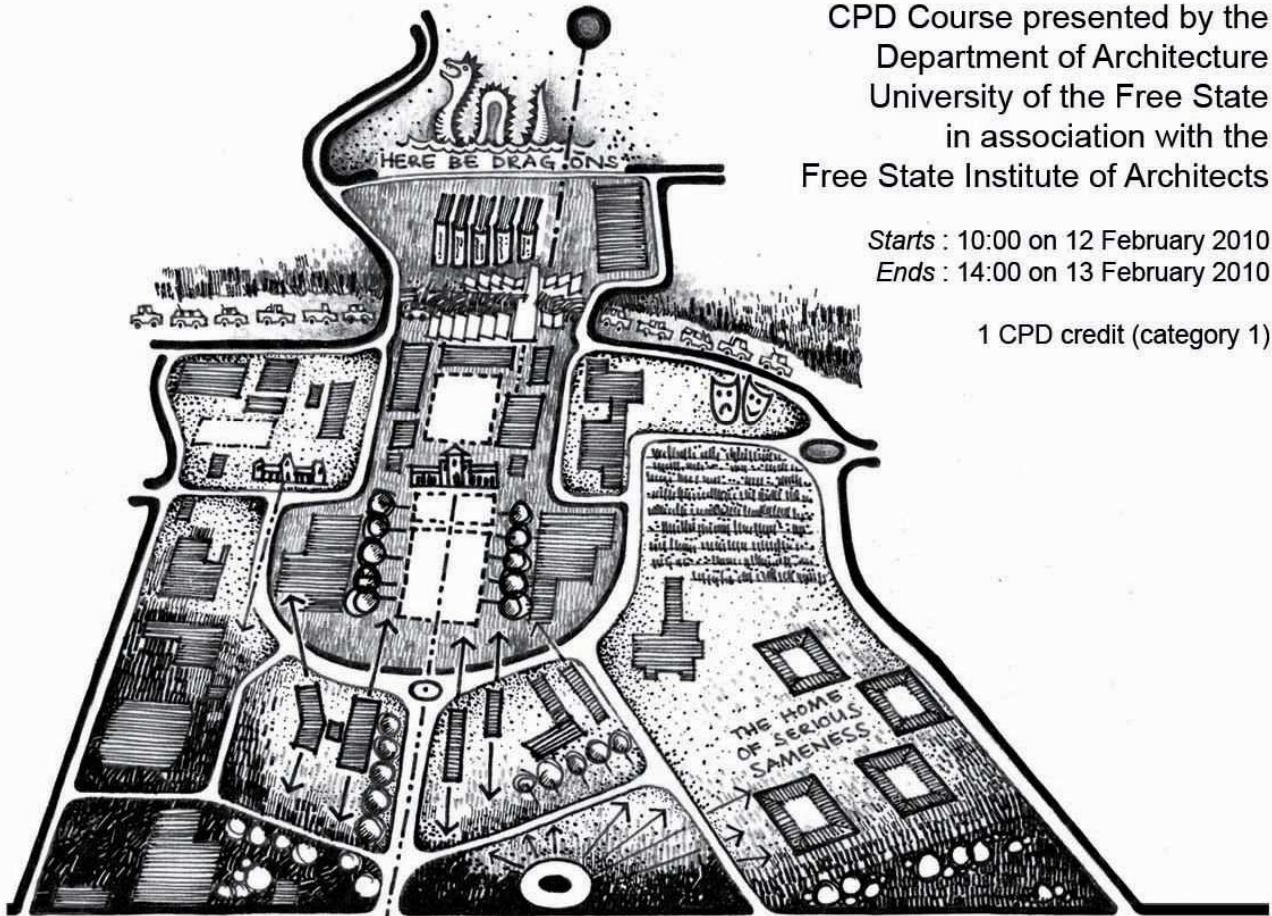 CPD Course presented by the
Department of Architecture
University of the Free State
in association with the
Free State Institute of Architects
Starts : 10:00 on 12 February 2010
Ends : 14:00 on 13 February 2010
1 CPD credit (category 1)
HERE BE DRAGONS
THE HOME
OF SERIOUS
SAMENESS